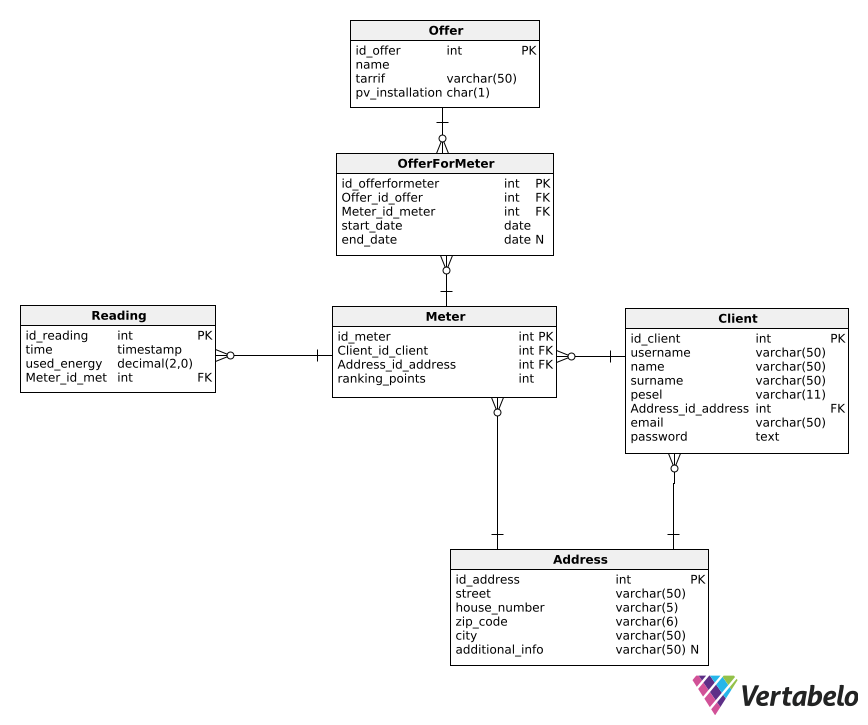 Offer
id_offer int PK
name
tarrif varchar(50)
pv_installation char(1)
OfferForMeter
id_offerformeter int PK
Offer_id_offer int FK
Meter_id_meter int FK
start_date date
end_date date N
Reading
id_reading int PK
time timestamp
used_energy decimal(2,0)
Meter_id_met int FK
Meter
id_meter int PK
Client_id_client int FK
Address_id_address int FK
ranking_points int
Client
id_client int PK
username varchar(50)
name varchar(50)
surname varchar(50)
pesel varchar(11)
Address_id_address int FK
email varchar(50)
password text
Address
id_address int PK
street varchar(50)
house_number varchar(5)
zip_code varchar(6)
city varchar(50)
additional_info varchar(50) N
Vertabelo